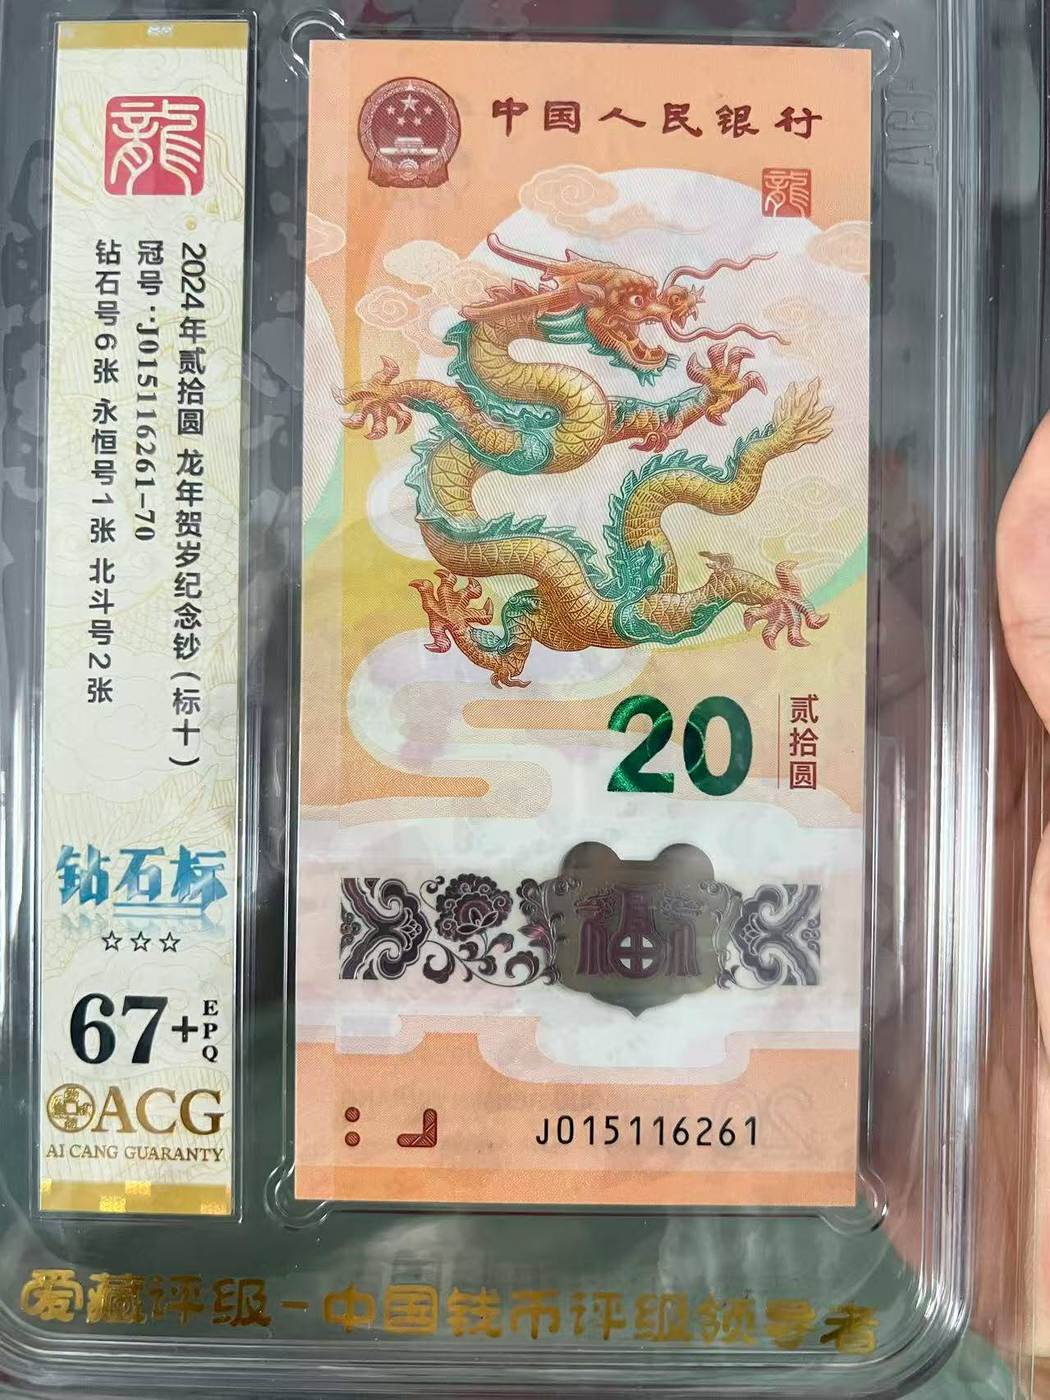 龍
2024年贰拾圆 龙年贺岁纪念钞(标十)
冠号:J015116261-70
钻石号6张 永恒号1张 北斗号2张
钻石标
☆☆☆
67+EPQ
ACG
AI CANG GUARANTY
中国人民银行
龍
20
贰拾圆
福
J015116261
爱藏评级-中国钱币评级领导者